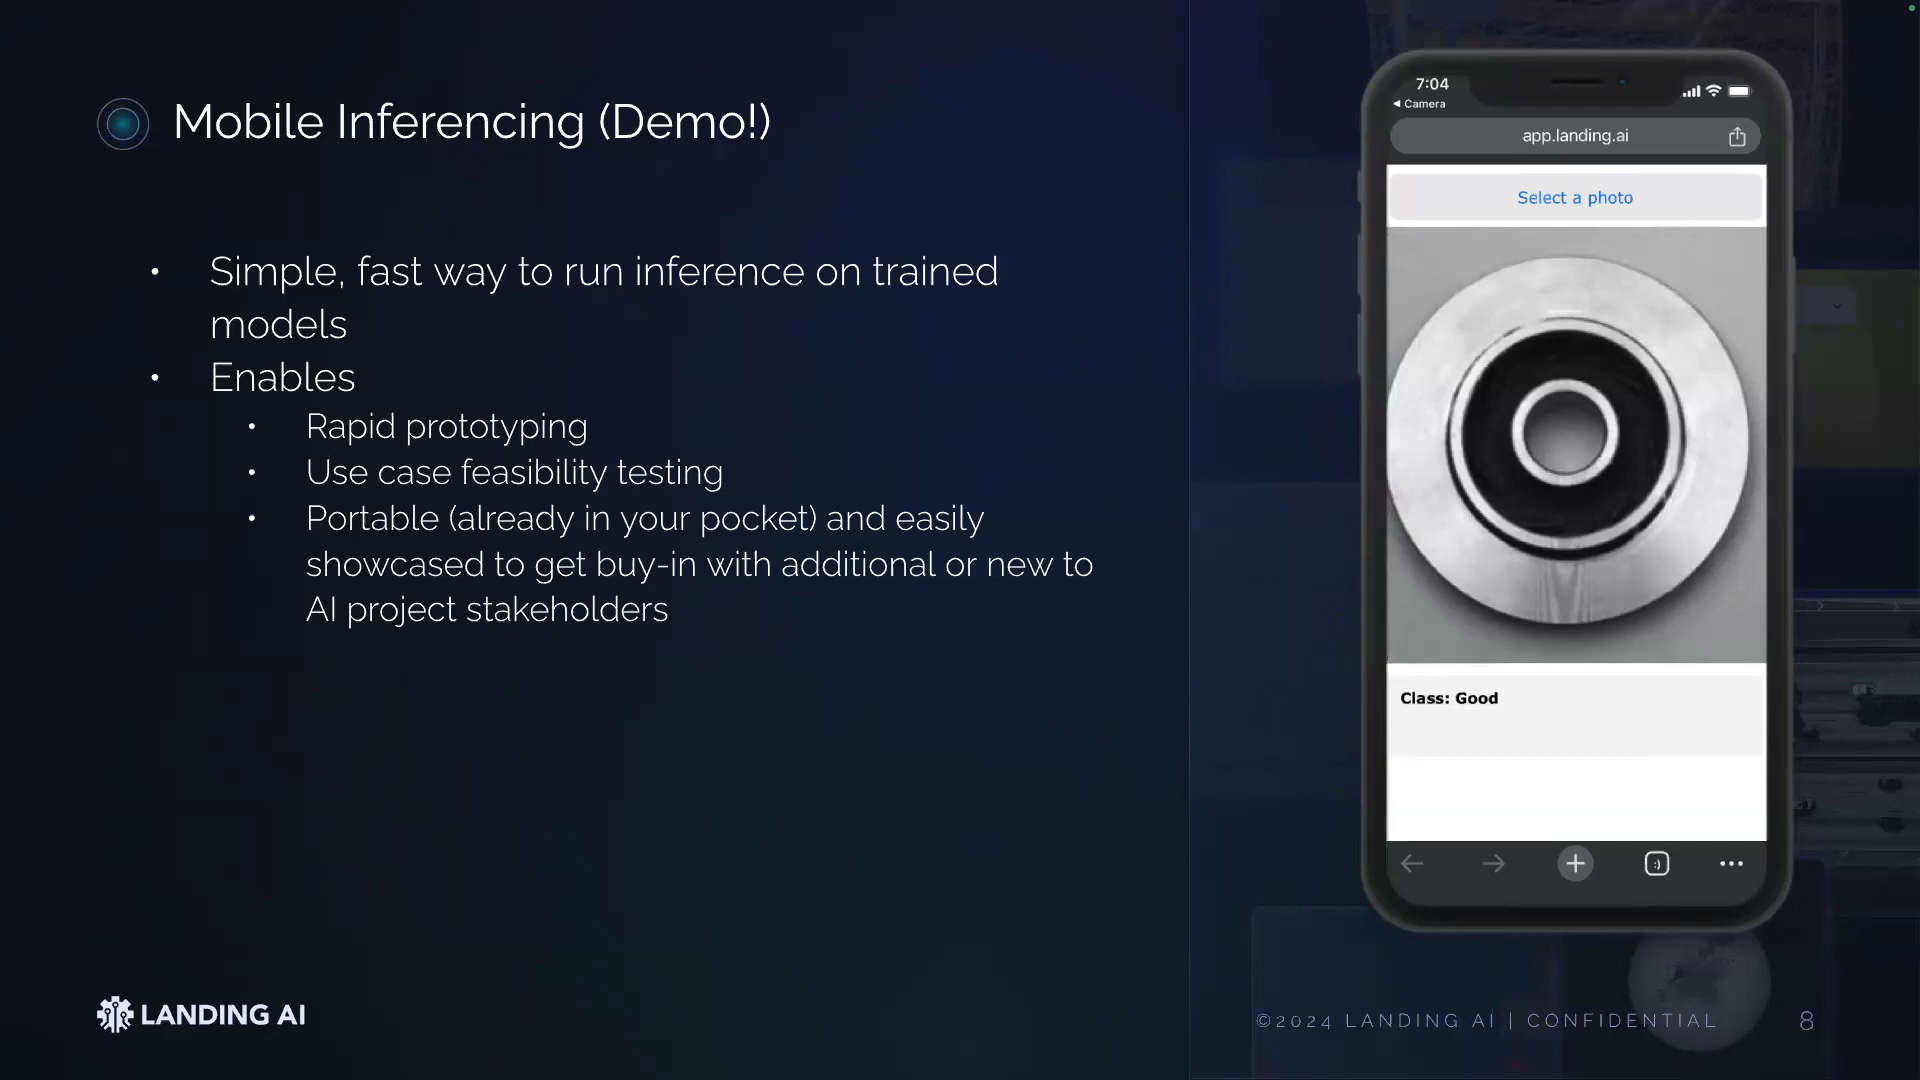 Mobile Inferencing (Demo!)
• Simple, fast way to run inference on trained
models
• Enables
• Rapid prototyping
• Use case feasibility testing
• Portable (already in your pocket) and easily
showcased to get buy-in with additional or new to
AI project stakeholders
7:04
◀ Camera
app.landing.ai
Select a photo
Class: Good
:)
LANDING AI
©2024 LANDING AI | CONFIDENTIAL
8